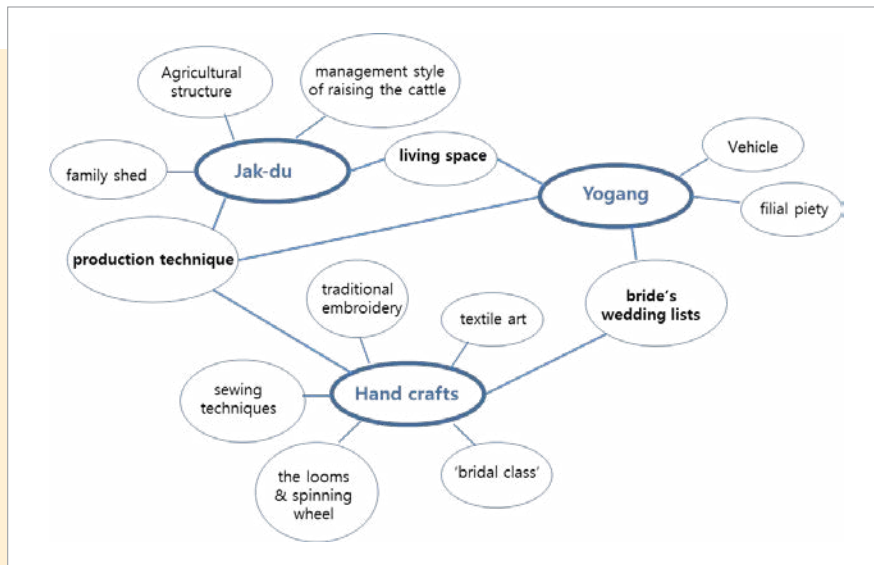 Agricultural
structure
management style
of raising the cattle
family shed
Jak-du
living space
Vehicle
Yogang
filial piety
production technique
bride's
wedding lists
traditional
embroidery
textile art
Hand crafts
sewing
techniques
the looms
& spinning
wheel
'bridal class'